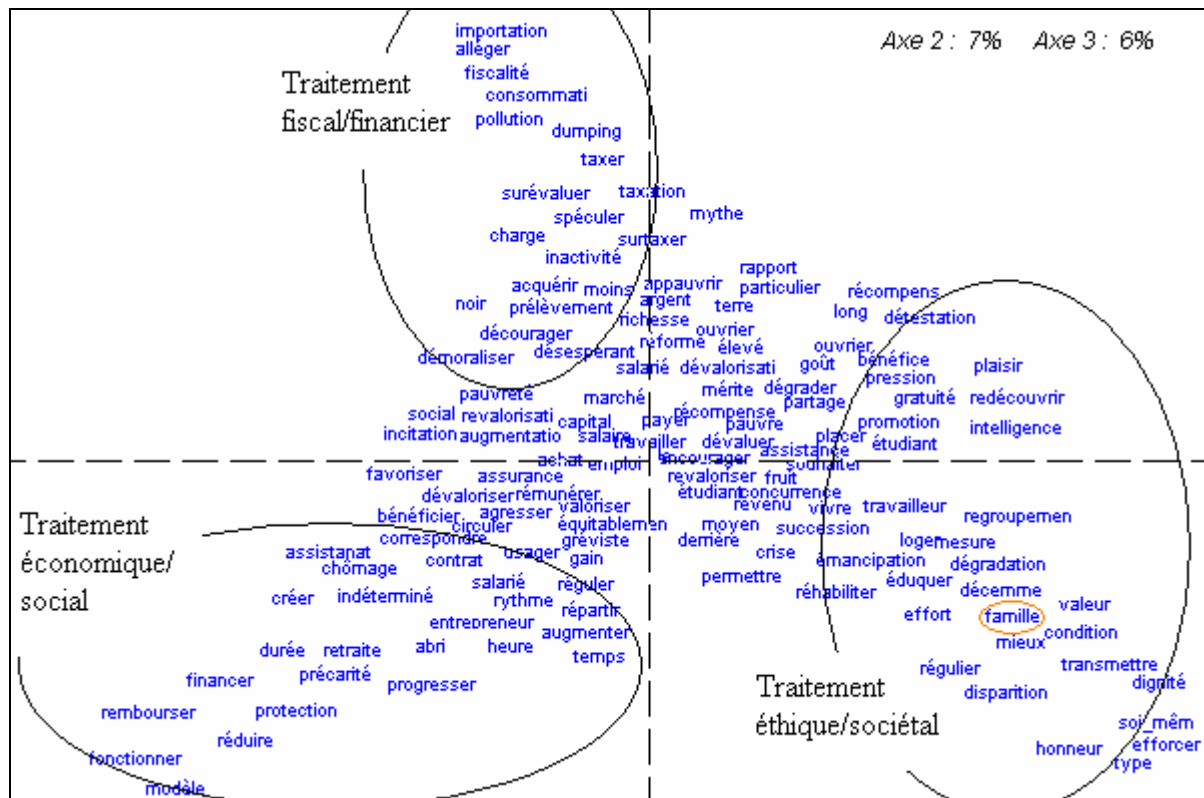 Axe 2 : 7% Axe 3 : 6%
importation
alléger
Traitement
fiscal/financier
fiscalité
consommati
pollution
dumping
taxer
surévaluer
taxation
spéculer
mythe
charge
surtaxer
inactivité
rapport
acquérir
moins
appauvrir
particulier
récompens
noir
prélèvement
argent
terre
long
détestation
richesse
décourager
ouvrier
réforme
élevé
ouvrier
démoraliser
désespérant
salarié
dévalorisati
goût
bénéfice
plaisir
pression
pauvreté
marché
mérite
dégrader
partage
gratuité
redécouvrir
social
revalorisati
capital
payer
récompense
pauvre
promotion
intelligence
incitation
augmentatio
salaire
travailler
dévaluer
placer
étudiant
assistance
achat
emploi
encourager
souhaiter
favoriser
assurance
revaloriser
fruit
dévaloriser
rémunérer
étudiant
concurrence
bénéficier
agresser
valoriser
revenu
vivre
travailleur
regroupemen
circuler
équitablemen
moyen
succession
Traitement
économique/
social
correspondre
gréviste
derrière
loger
mesure
assistanat
usager
crise
chômage
contrat
gain
émancipation
dégradation
salarié
réguler
permettre
éduquer
créer
indéterminé
rythme
réhabiliter
décemme
répartir
effort
famille
valeur
entrepreneur
augmenter
condition
durée
retraite
abri
heure
mieux
temps
transmettre
financer
précarité
progresser
régulier
Traitement
éthique/sociétal
disparition
dignité
rembourser
protection
soi_mêm
réduire
honneur
efforcer
fonctionner
type
modèle